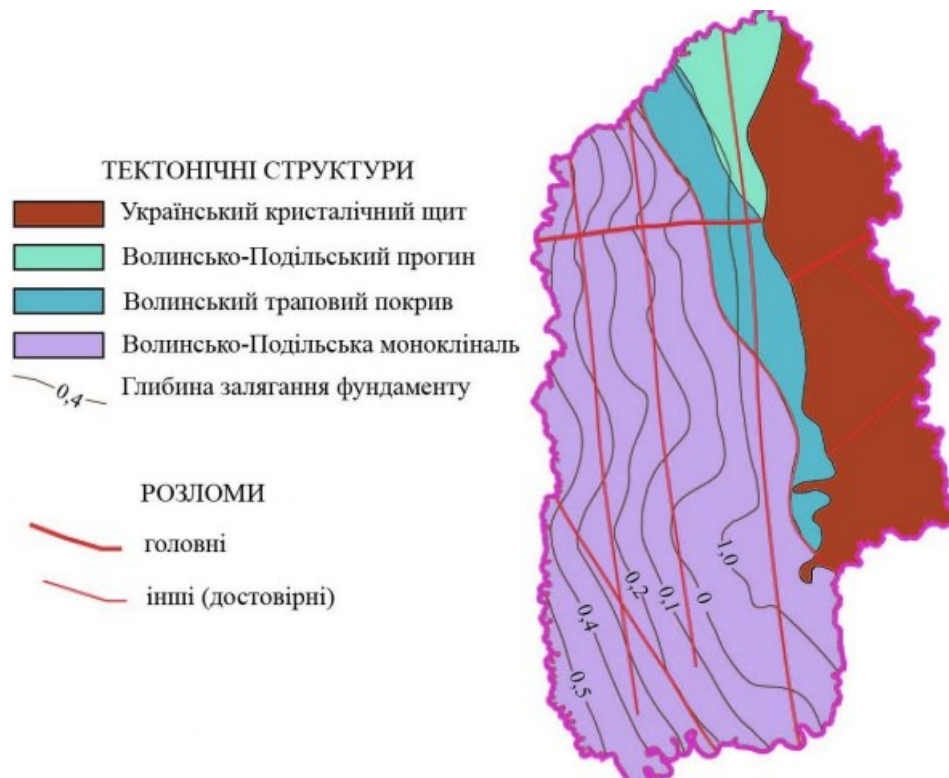 ТЕКТОНІЧНІ СТРУКТУРИ
Український кристалічний щит
Волинсько-Подільський прогин
Волинський траповий покрив
Волинсько-Подільська монокліналь
0,4 Глибина залягання фундаменту
РОЗЛОМИ
головні
інші (достовірні)
1,0
0,2
0,1
0
0,4
0,5